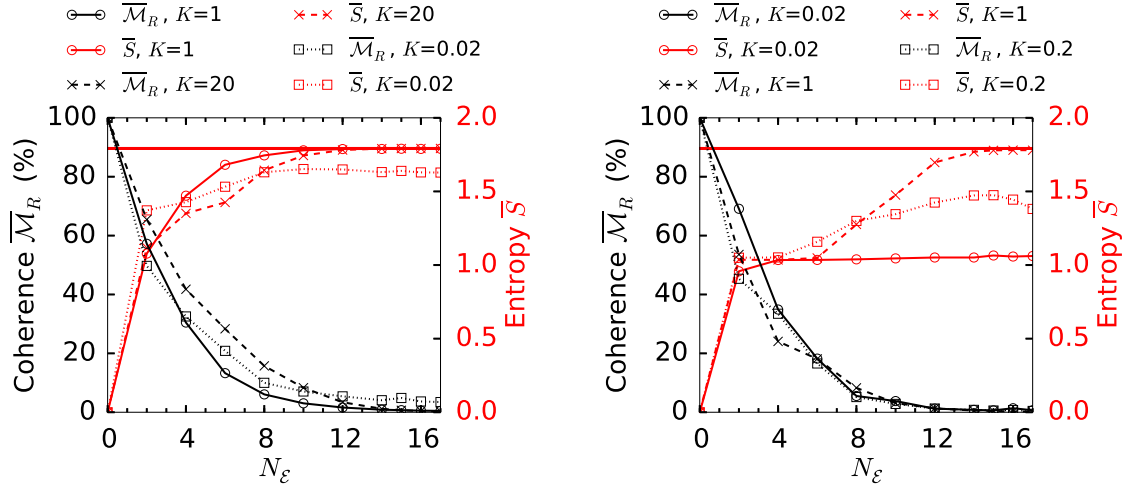 M̅_R , K=1
S̅, K=20
S̅, K=1
M̅_R , K=0.02
M̅_R , K=20
S̅, K=0.02
100
80
60
40
20
0
Coherence M̅_R (%)
2.0
1.5
1.0
0.5
0.0
Entropy S̅
0 4 8 12 16
N_ℰ
M̅_R , K=0.02
S̅, K=1
S̅, K=0.02
M̅_R , K=0.2
M̅_R , K=1
S̅, K=0.2
100
80
60
40
20
0
Coherence M̅_R (%)
2.0
1.5
1.0
0.5
0.0
Entropy S̅
0 4 8 12 16
N_ℰ